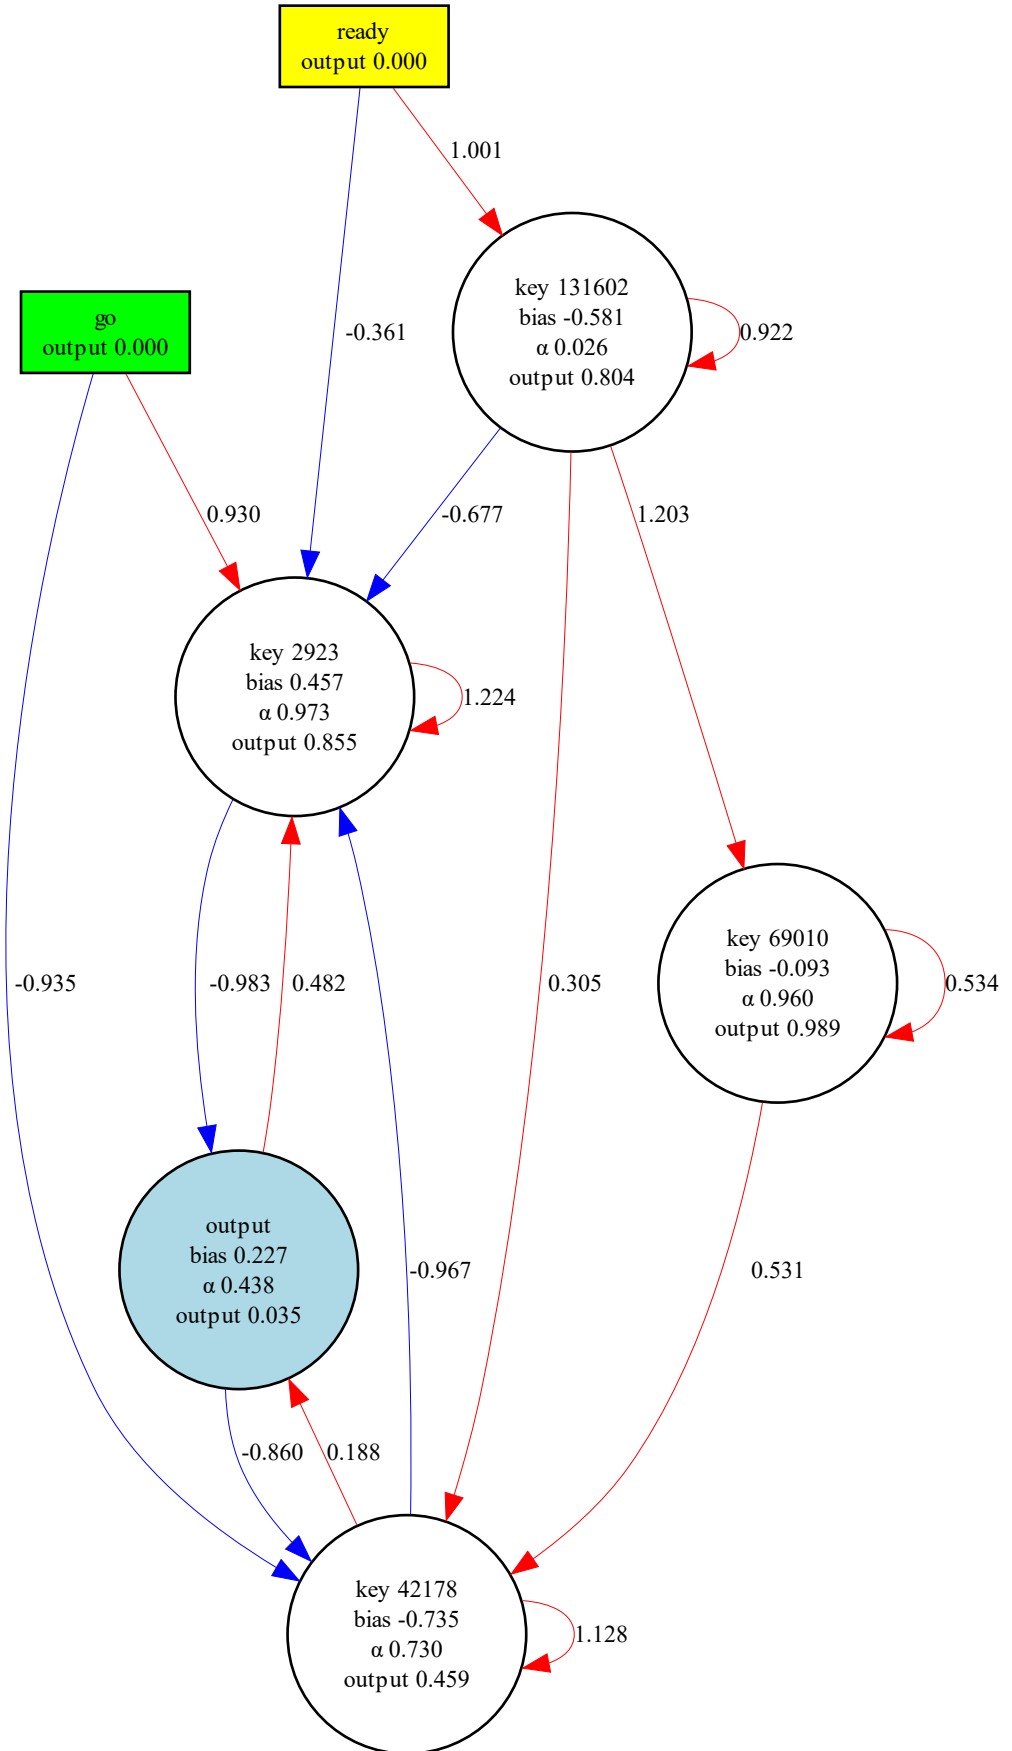 ready
output 0.000
1.001
key 131602
bias -0.581
α 0.026
output 0.804
0.922
go
output 0.000
-0.361
0.930
-0.677
1.203
key 2923
bias 0.457
α 0.973
output 0.855
1.224
key 69010
bias -0.093
α 0.960
output 0.989
0.534
-0.935
-0.983
0.482
0.305
output
bias 0.227
α 0.438
output 0.035
-0.967
0.531
-0.860
0.188
key 42178
bias -0.735
α 0.730
output 0.459
1.128